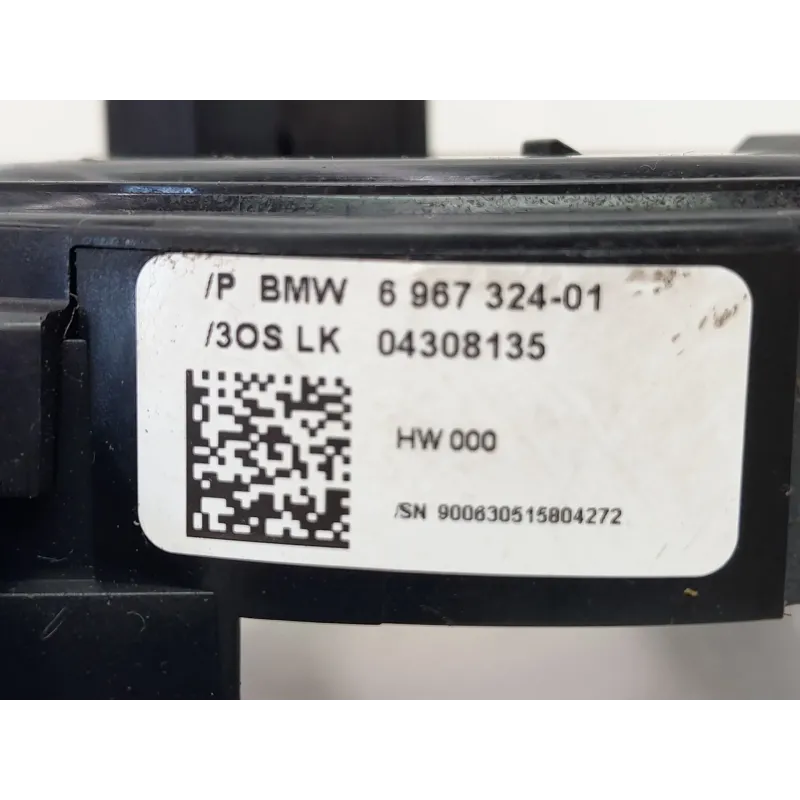 /P BMW 6 967 324-01
/3OS LK 04308135
HW 000
/SN 900630515804272